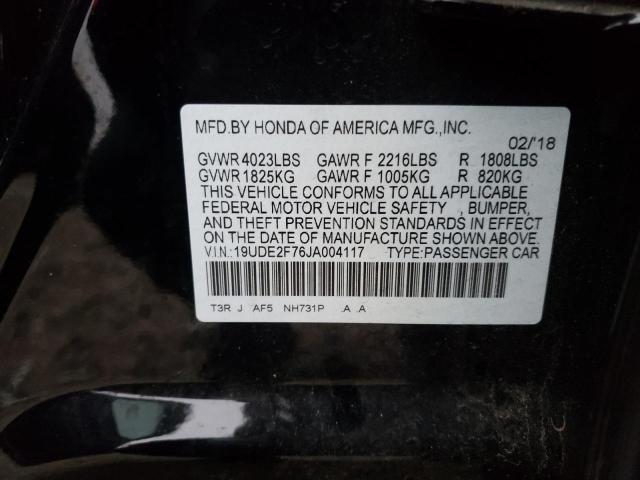 MFD.BY HONDA OF AMERICA MFG.,INC.
02/'18
GVWR 4023LBS GAWR F 2216LBS R 1808LBS
GVWR 1825KG GAWR F 1005KG R 820KG
THIS VEHICLE CONFORMS TO ALL APPLICABLE
FEDERAL MOTOR VEHICLE SAFETY , BUMPER,
AND THEFT PREVENTION STANDARDS IN EFFECT
ON THE DATE OF MANUFACTURE SHOWN ABOVE.
V.I.N.:19UDE2F76JA004117 TYPE:PASSENGER CAR
T3R J AF5 NH731P .A .A